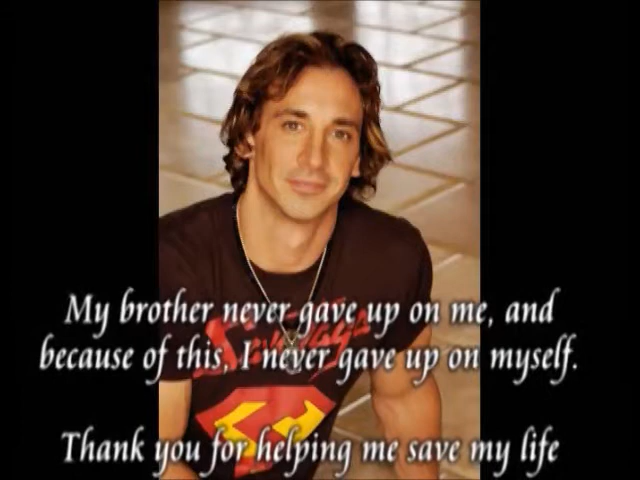 My brother never gave up on me, and
because of this, I never gave up on myself.
Thank you for helping me save my life